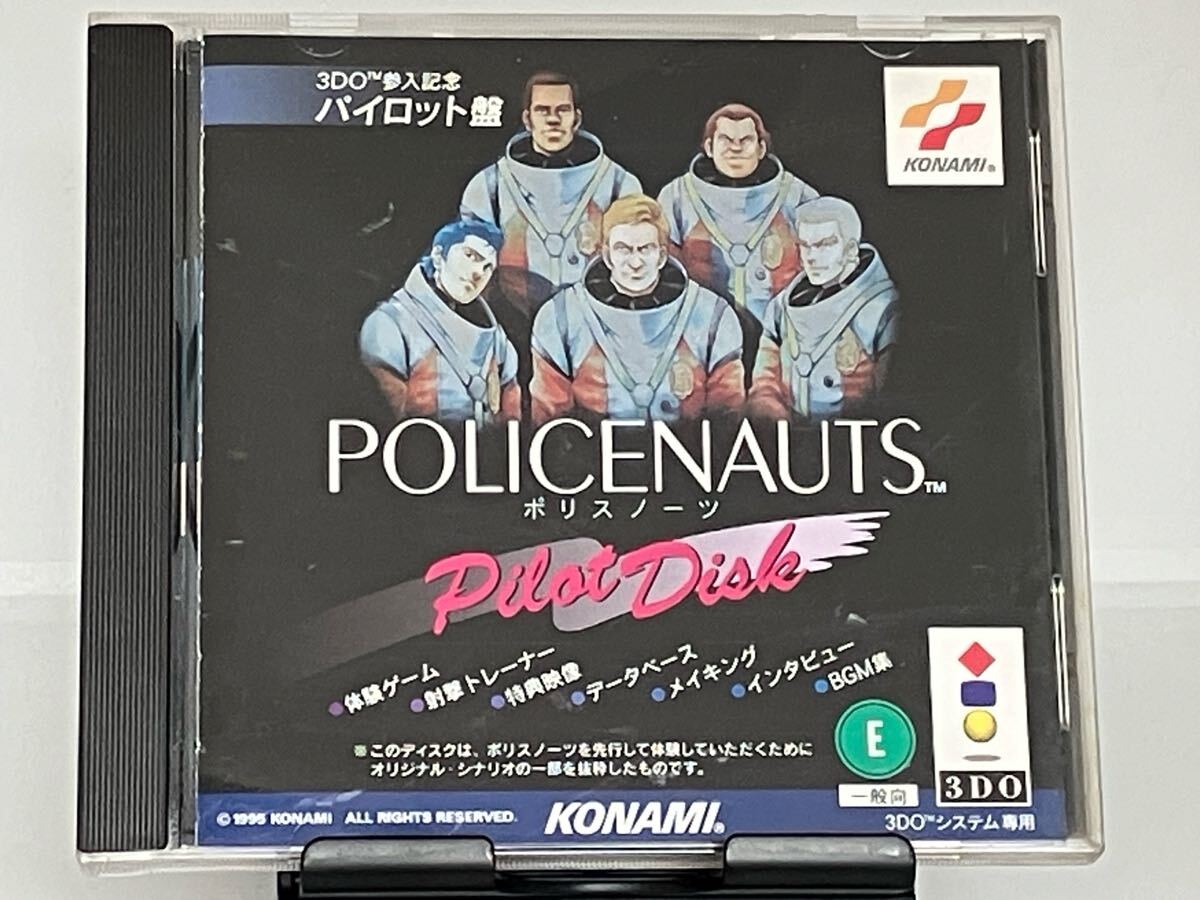 3DO™参入記念
パイロット盤
KONAMI®
POLICENAUTS™
ポリスノーツ
Pilot Disk
●体験ゲーム
●射撃トレーナー
●特典映像
●データベース
●メイキング
●インタビュー
●BGM集
※このディスクは、ポリスノーツを先行して体験していただくために
オリジナル・シナリオの一部を抜粋したものです。
E
一般向
3DO
©1995 KONAMI ALL RIGHTS RESERVED.
KONAMI®
3DO™システム専用